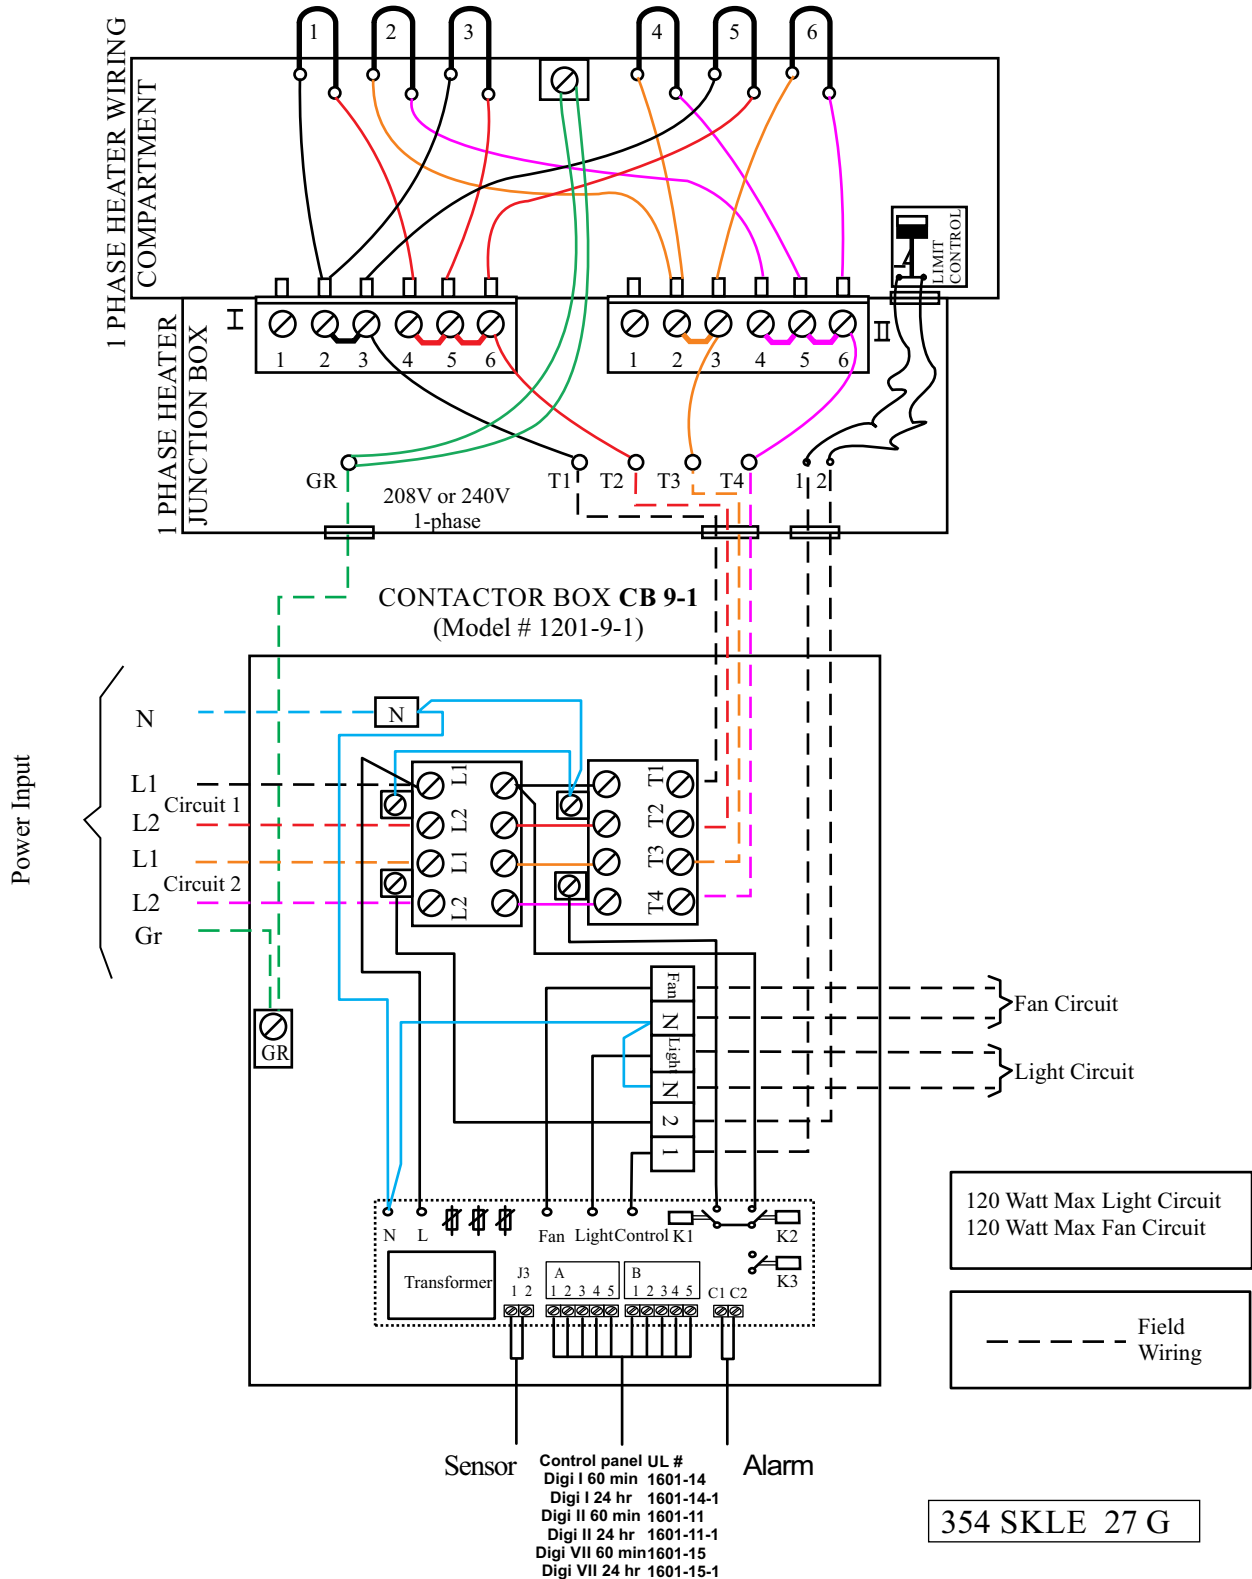 1 PHASE HEATER WIRING
COMPARTMENT
1 2 3 4 5 6
LIMIT
CONTROL
1 PHASE HEATER
JUNCTION BOX
I
1 2 3 4 5 6
1 2 3 4 5 6
II
GR T1 T2 T3 T4 1 2
208V or 240V
1-phase
CONTACTOR BOX CB 9-1
(Model # 1201-9-1)
Power Input
N
N
L1
Circuit 1
L2
L1
Circuit 2
L2
Gr
L1
L2
L1
L2
T1
T2
T3
T4
GR
Fan
N
Light
N
2
1
Fan Circuit
Light Circuit
N L Fan Light Control K1 K2
K3
Transformer
J3
1 2
A
1 2 3 4 5
B
1 2 3 4 5
C1 C2
120 Watt Max Light Circuit
120 Watt Max Fan Circuit
Field
Wiring
Sensor
Control panel UL #
Digi I 60 min 1601-14
Digi I 24 hr 1601-14-1
Digi II 60 min 1601-11
Digi II 24 hr 1601-11-1
Digi VII 60 min 1601-15
Digi VII 24 hr 1601-15-1
Alarm
354 SKLE 27 G